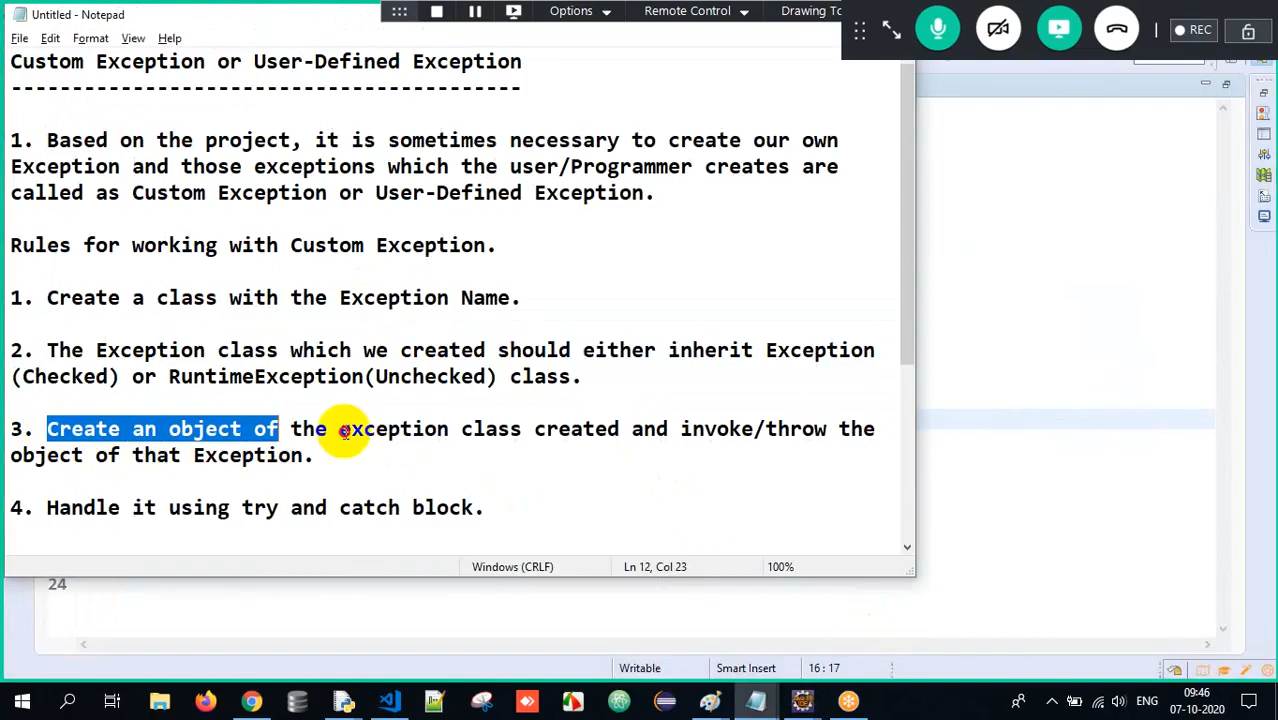 Untitled - Notepad
Options
Remote Control
Drawing To
REC
File Edit Format View Help
Custom Exception or User-Defined Exception
------------------------------------------
1. Based on the project, it is sometimes necessary to create our own
Exception and those exceptions which the user/Programmer creates are
called as Custom Exception or User-Defined Exception.
Rules for working with Custom Exception.
1. Create a class with the Exception Name.
2. The Exception class which we created should either inherit Exception
(Checked) or RuntimeException(Unchecked) class.
3. Create an object of the exception class created and invoke/throw the
object of that Exception.
4. Handle it using try and catch block.
Windows (CRLF) Ln 12, Col 23 100%
24
Writable Smart Insert 16 : 17
ENG
09:46
07-10-2020